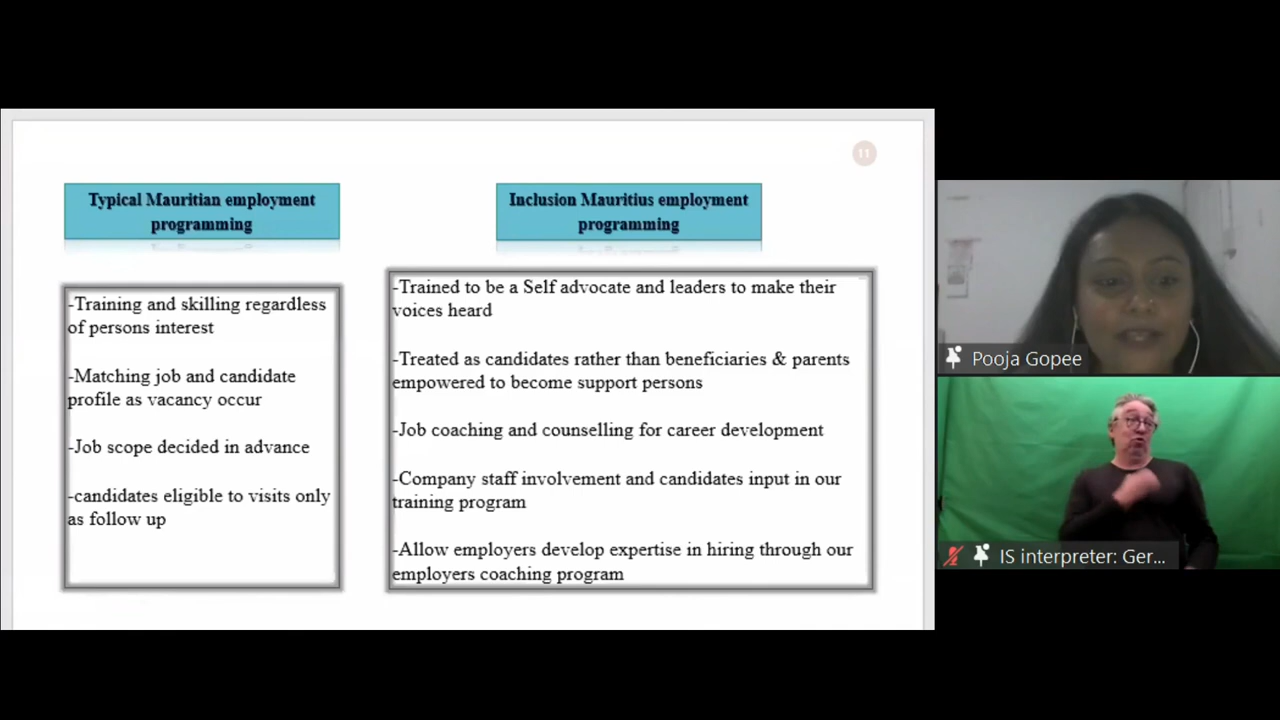 11
Typical Mauritian employment
programming
Inclusion Mauritius employment
programming
-Training and skilling regardless
of persons interest
-Matching job and candidate
profile as vacancy occur
-Job scope decided in advance
-candidates eligible to visits only
as follow up
-Trained to be a Self advocate and leaders to make their
voices heard
-Treated as candidates rather than beneficiaries & parents
empowered to become support persons
-Job coaching and counselling for career development
-Company staff involvement and candidates input in our
training program
-Allow employers develop expertise in hiring through our
employers coaching program
Pooja Gopee
IS interpreter: Ger...